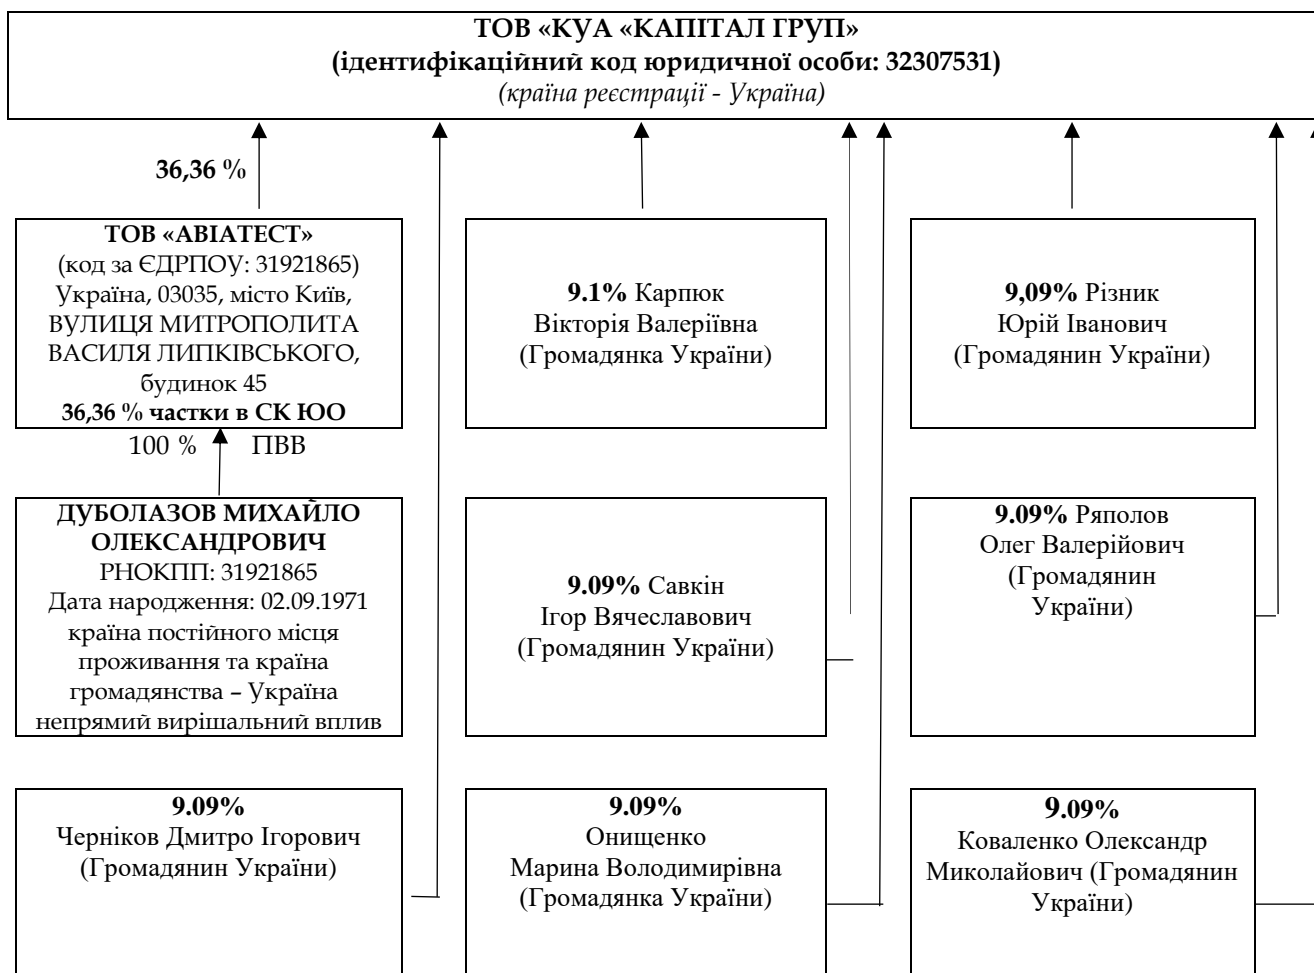 ТОВ «КУА «КАПІТАЛ ГРУП»
(ідентифікаційний код юридичної особи: 32307531)
(країна реєстрації - Україна)
36,36 %
ТОВ «АВІАТЕСТ»
(код за ЄДРПОУ: 31921865)
Україна, 03035, місто Київ,
ВУЛИЦЯ МИТРОПОЛИТА
ВАСИЛЯ ЛИПКІВСЬКОГО,
будинок 45
36,36 % частки в СК ЮО
9.1% Карпюк
Вікторія Валеріївна
(Громадянка України)
9,09% Різник
Юрій Іванович
(Громадянин України)
100 % ПВВ
ДУБОЛАЗОВ МИХАЙЛО
ОЛЕКСАНДРОВИЧ
РНОКПП: 31921865
Дата народження: 02.09.1971
країна постійного місця
проживання та країна
громадянства – Україна
непрямий вирішальний вплив
9.09% Савкін
Ігор Вячеславович
(Громадянин України)
9.09% Ряполов
Олег Валерійович
(Громадянин
України)
9.09%
Черніков Дмитро Ігорович
(Громадянин України)
9.09%
Онищенко
Марина Володимирівна
(Громадянка України)
9.09%
Коваленко Олександр
Миколайович (Громадянин
України)